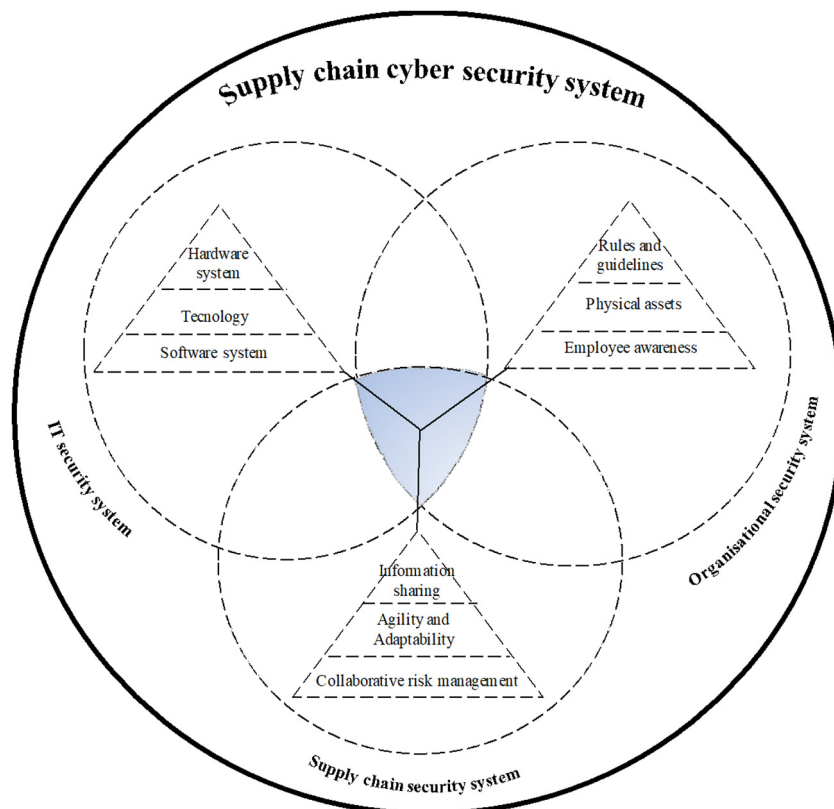 Supply chain cyber security system
Hardware
system
Tecnology
Software system
Rules and
guidelines
Physical assets
Employee awareness
IT security system
Organisational security system
Information
sharing
Agility and
Adaptability
Collaborative risk management
Supply chain security system